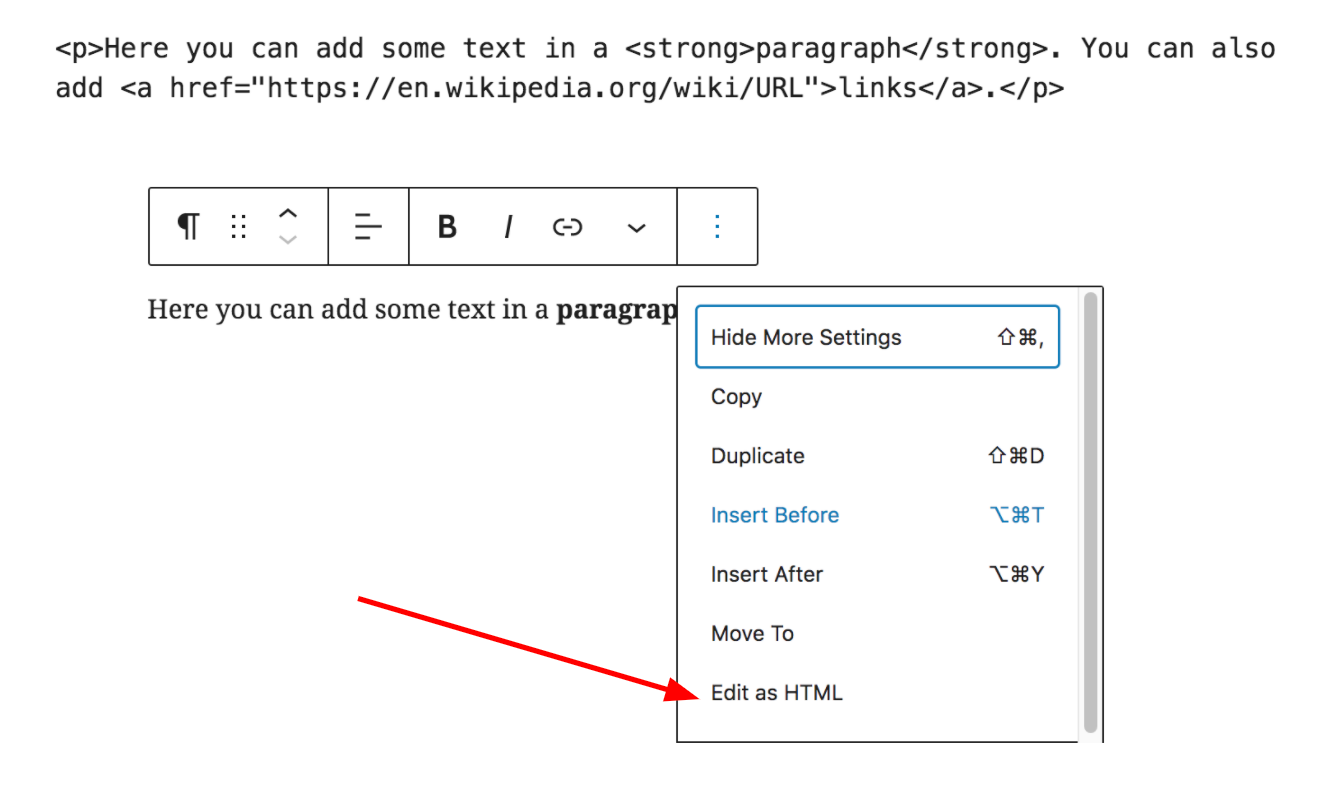 <p>Here you can add some text in a <strong>paragraph</strong>. You can also
add <a href="https://en.wikipedia.org/wiki/URL">links</a>.</p>
¶ B I
Here you can add some text in a paragrap
Hide More Settings ⇧⌘,
Copy
Duplicate ⇧⌘D
Insert Before ⌥⌘T
Insert After ⌥⌘Y
Move To
Edit as HTML